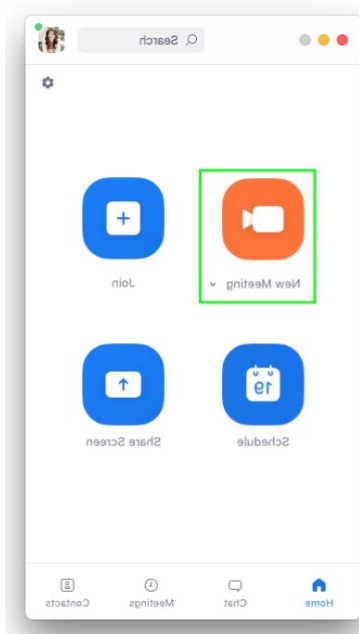 Search
New Meeting
Join
19
Schedule
Share Screen
Home
Chat
Meetings
Contacts